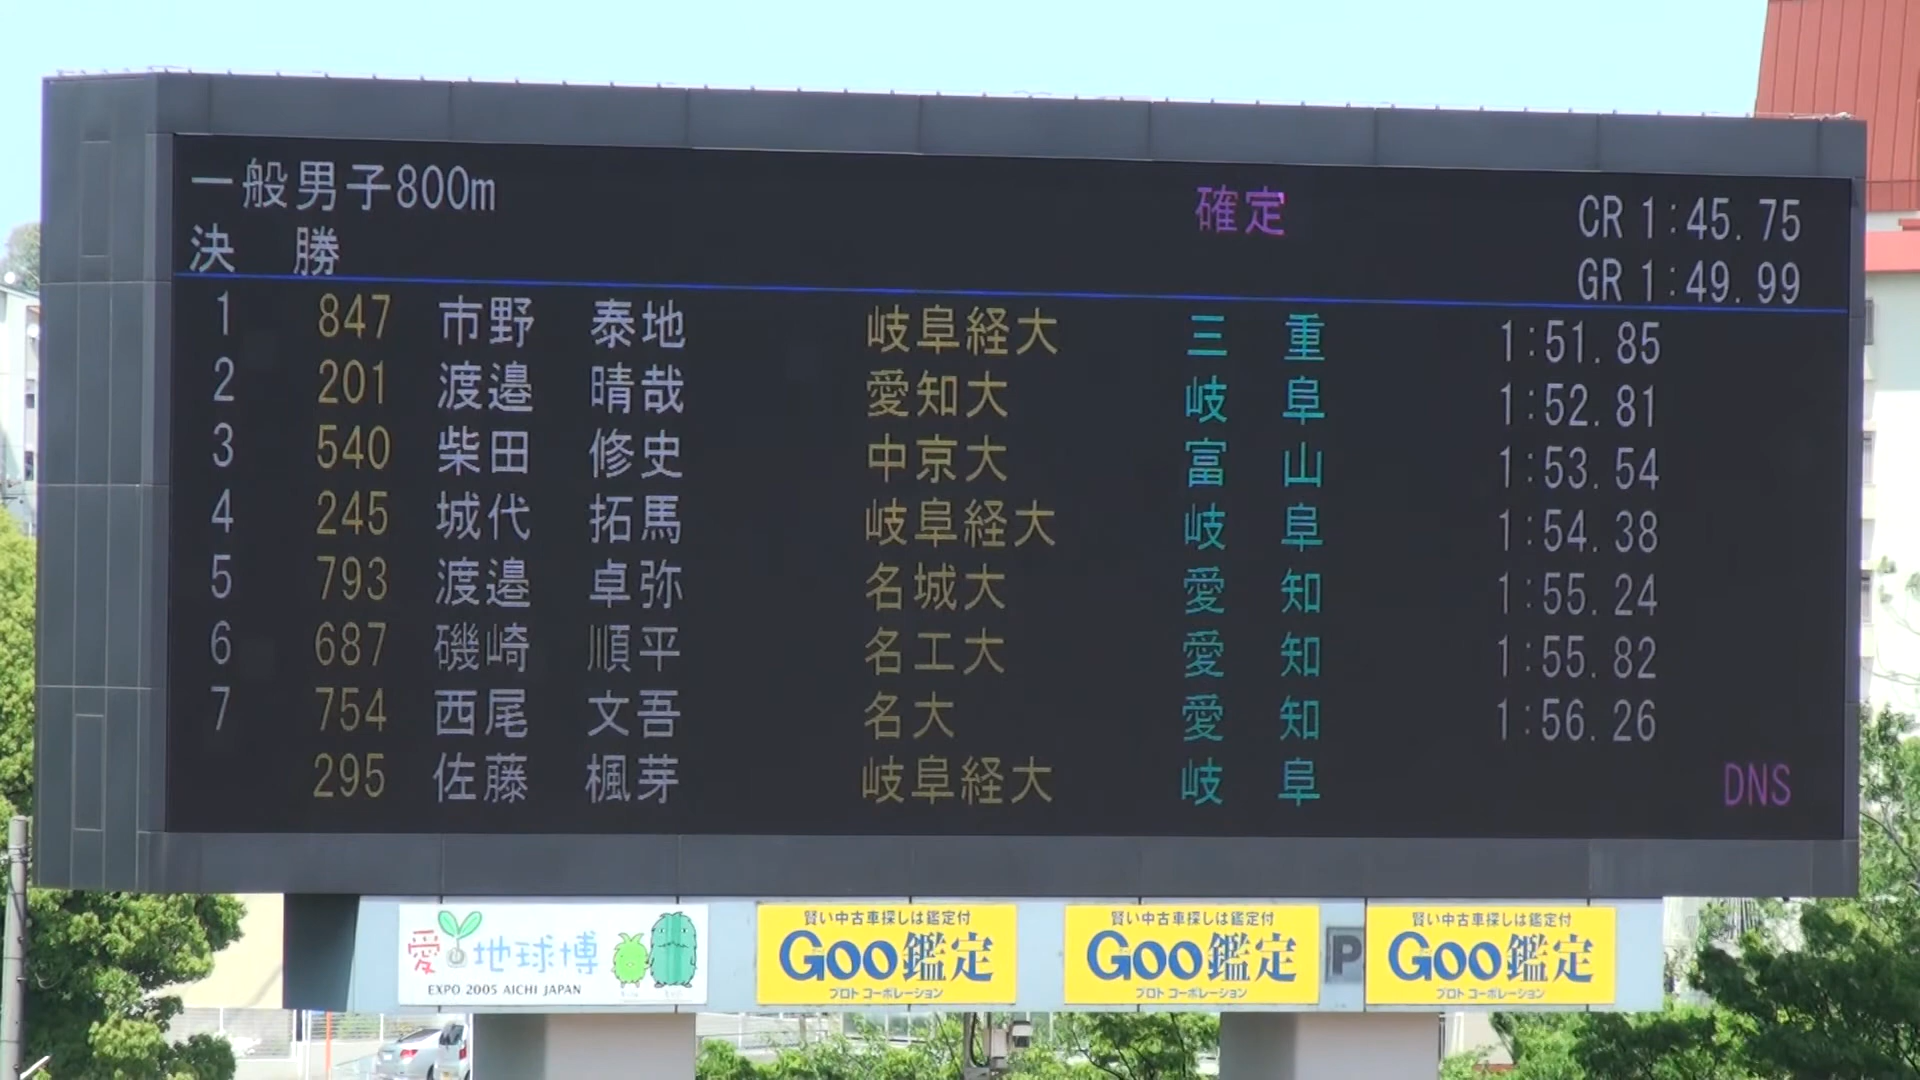 一般男子800m 確定 CR 1:45.75
決 勝 GR 1:49.99
1 847 市野 泰地 岐阜経大 三 重 1:51.85
2 201 渡邉 晴哉 愛知大 岐 阜 1:52.81
3 540 柴田 修史 中京大 富 山 1:53.54
4 245 城代 拓馬 岐阜経大 岐 阜 1:54.38
5 793 渡邉 卓弥 名城大 愛 知 1:55.24
6 687 磯崎 順平 名工大 愛 知 1:55.82
7 754 西尾 文吾 名大 愛 知 1:56.26
295 佐藤 楓芽 岐阜経大 岐 阜 DNS
愛・地球博
EXPO 2005 AICHI JAPAN
賢い中古車探しは鑑定付
Goo鑑定
プロト コーポレーション
賢い中古車探しは鑑定付
Goo鑑定
プロト コーポレーション
P
賢い中古車探しは鑑定付
Goo鑑定
プロト コーポレーション